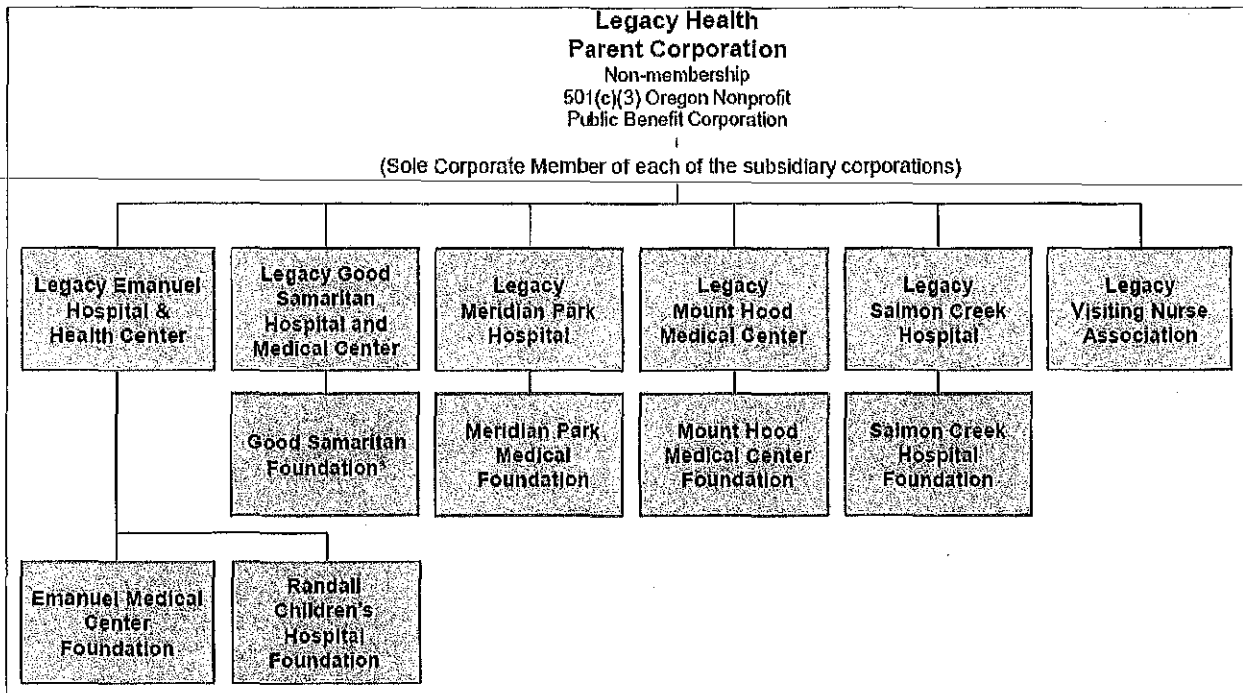 Legacy Health
Parent Corporation
Non-membership
501(c)(3) Oregon Nonprofit
Public Benefit Corporation
(Sole Corporate Member of each of the subsidiary corporations)
Legacy Emanuel
Hospital &
Health Center
Legacy Good
Samaritan
Hospital and
Medical Center
Legacy
Meridian Park
Hospital
Legacy
Mount Hood
Medical Center
Legacy
Salmon Creek
Hospital
Legacy
Visiting Nurse
Association
Good Samaritan
Foundation
Meridian Park
Medical
Foundation
Mount Hood
Medical Center
Foundation
Salmon Creek
Hospital
Foundation
Emanuel Medical
Center
Foundation
Randall
Children's
Hospital
Foundation